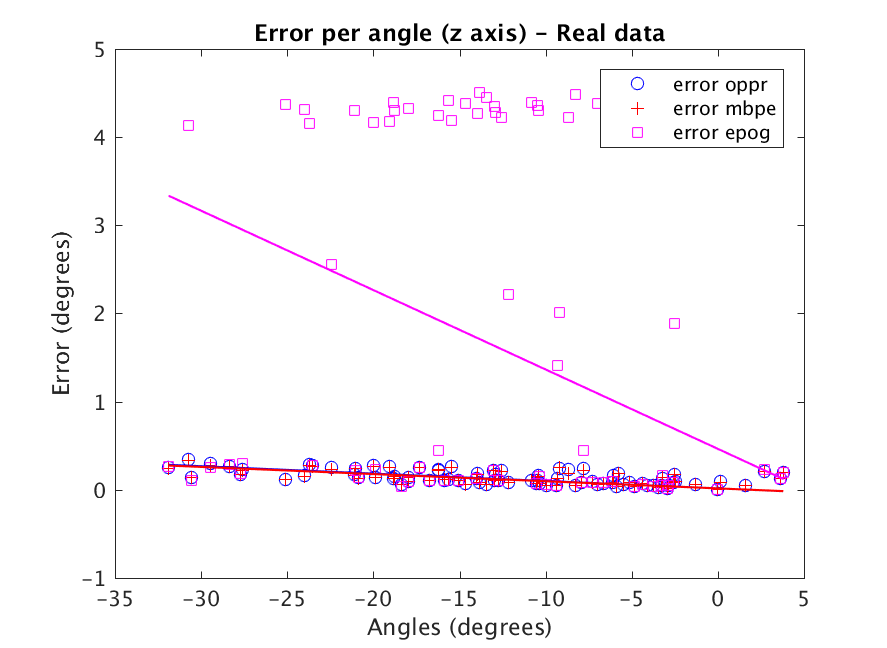 Error per angle (z axis) - Real data
5
4
3
2
1
0
-1
Error (degrees)
error oppr
error mbpe
error epog
-35
-30
-25
-20
-15
-10
-5
0
5
Angles (degrees)